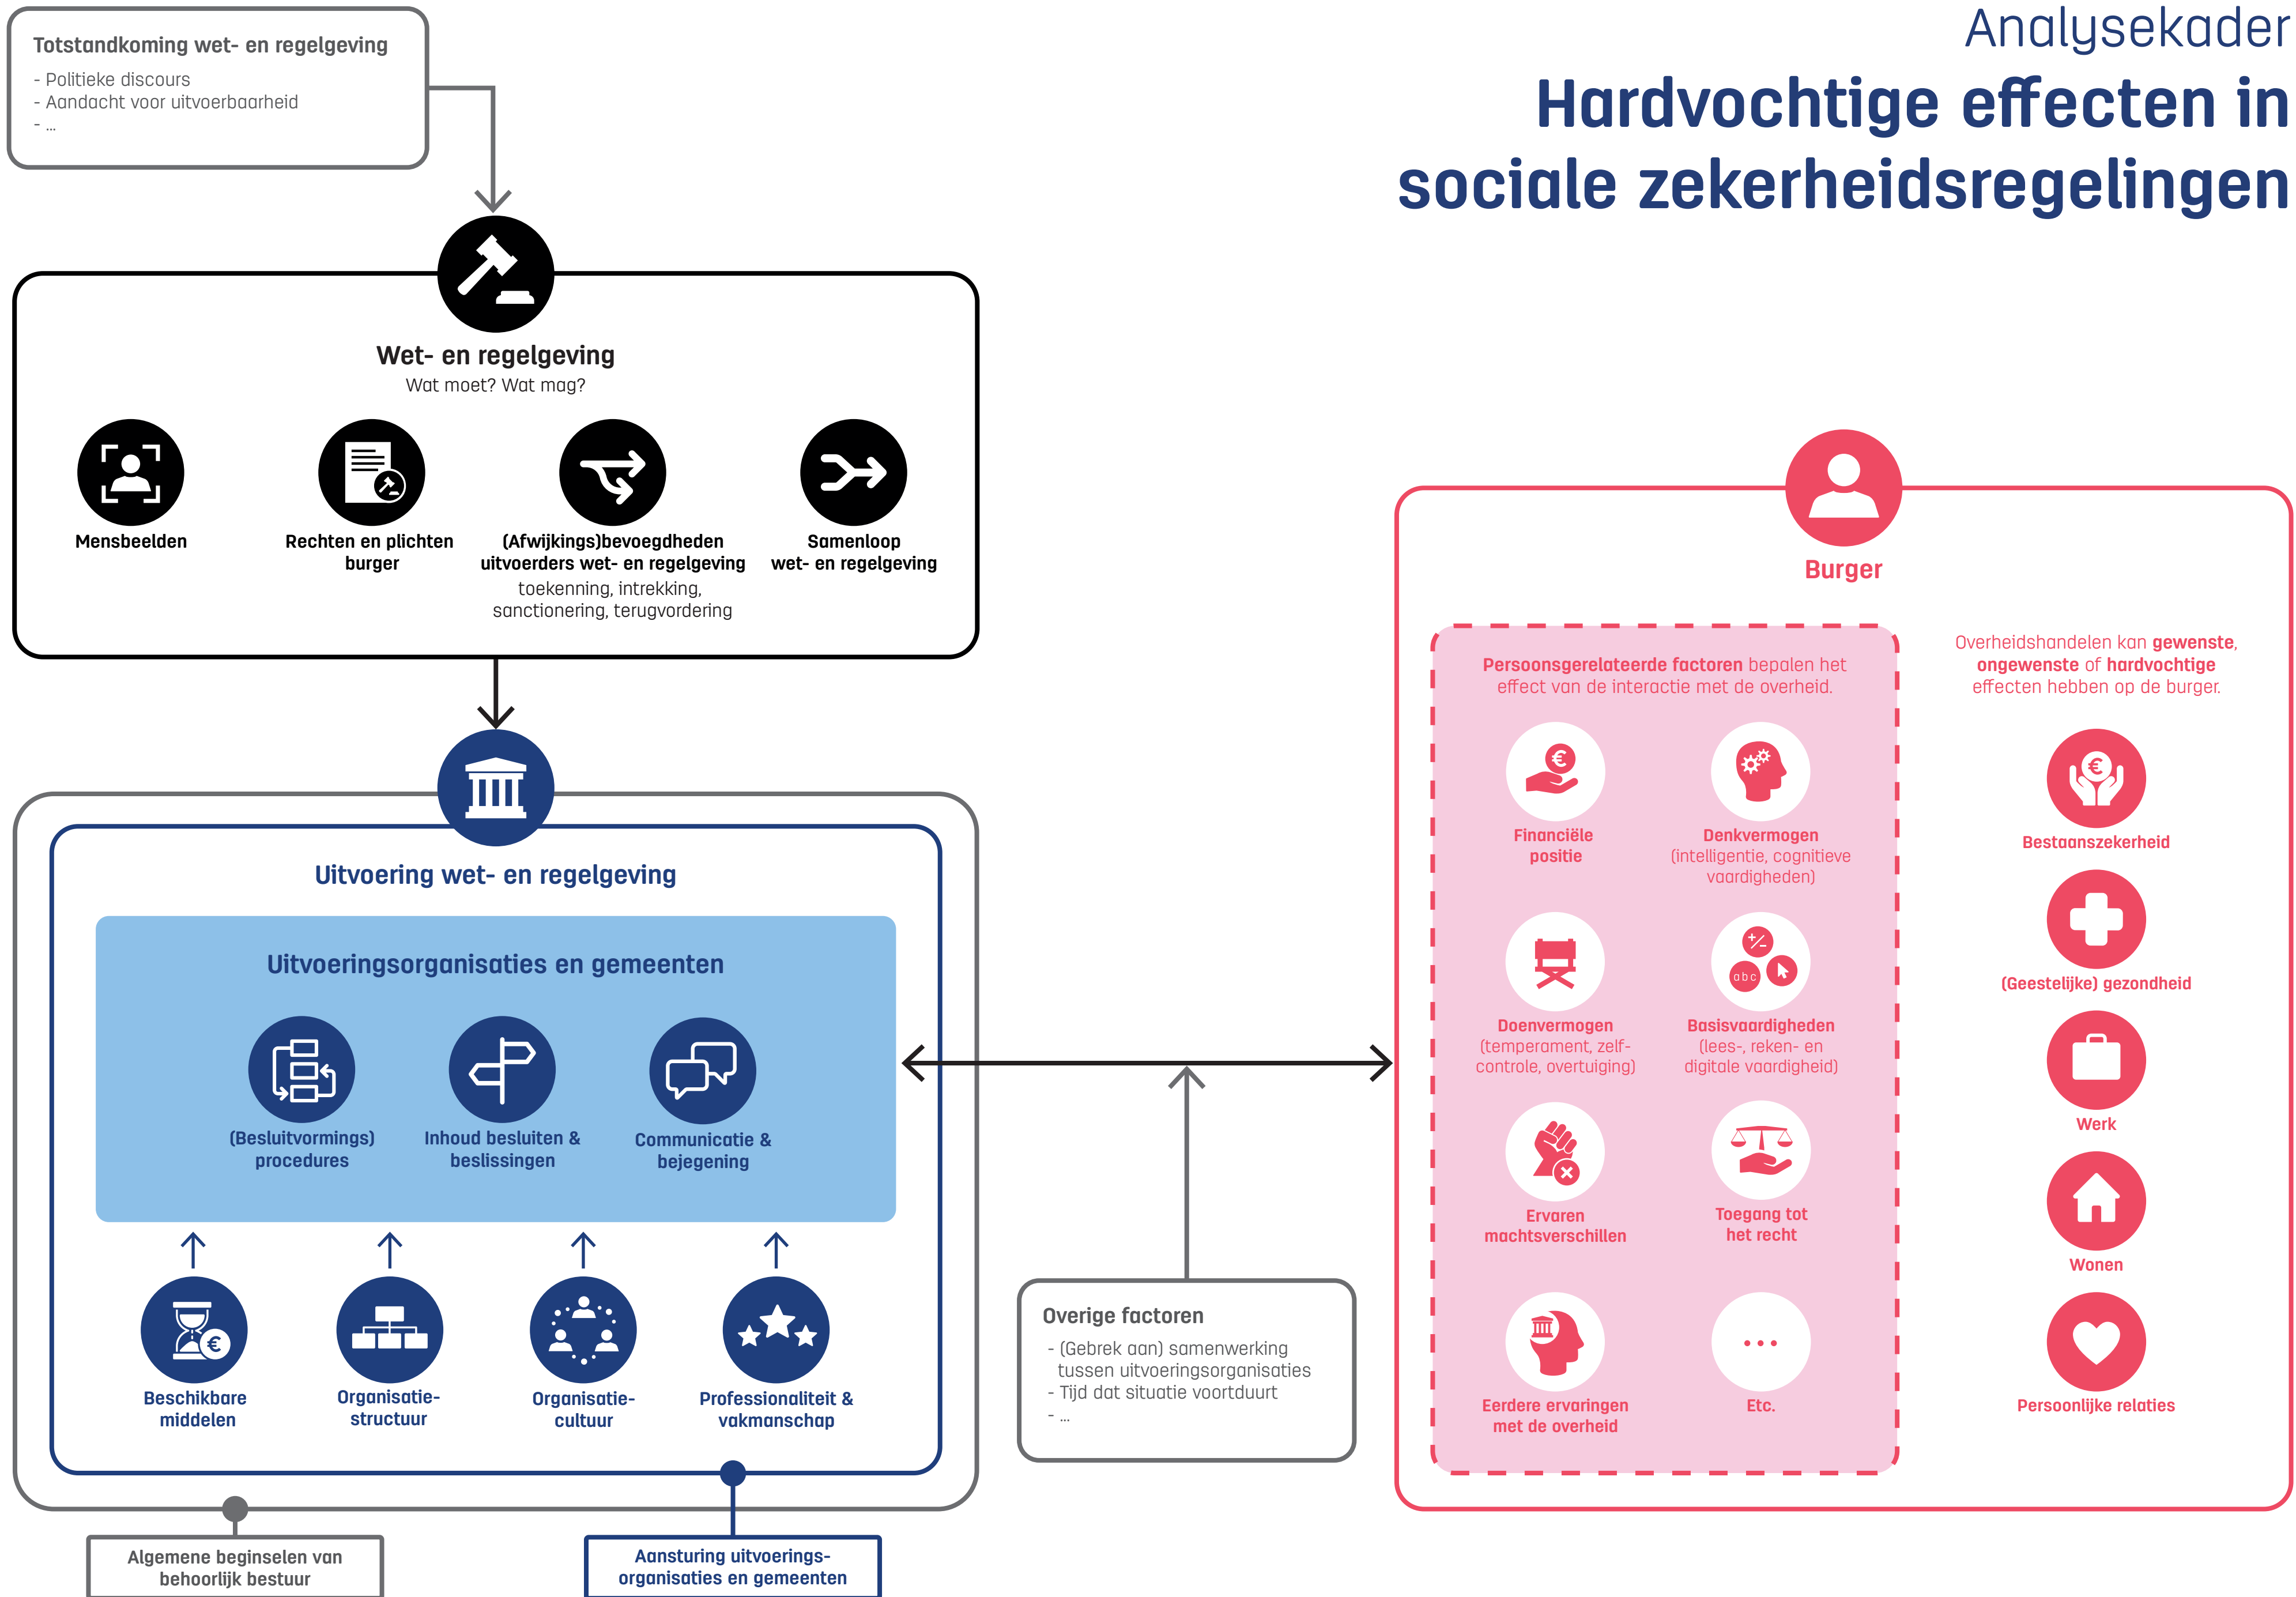 Analysekader
Hardvochtige effecten in
sociale zekerheidsregelingen
Totstandkoming wet- en regelgeving
- Politieke discours
- Aandacht voor uitvoerbaarheid
- ...
Wet- en regelgeving
Wat moet? Wat mag?
Mensbeelden
Rechten en plichten
burger
(Afwijkings)bevoegdheden
uitvoerders wet- en regelgeving
toekenning, intrekking,
sanctionering, terugvordering
Samenloop
wet- en regelgeving
Uitvoering wet- en regelgeving
Uitvoeringsorganisaties en gemeenten
(Besluitvormings)
procedures
Inhoud besluiten &
beslissingen
Communicatie &
bejegening
€
Beschikbare
middelen
Organisatie-
structuur
Organisatie-
cultuur
Professionaliteit &
vakmanschap
Algemene beginselen van
behoorlijk bestuur
Aansturing uitvoerings-
organisaties en gemeenten
Overige factoren
- (Gebrek aan) samenwerking
tussen uitvoeringsorganisaties
- Tijd dat situatie voortduurt
- ...
Burger
Persoonsgerelateerde factoren bepalen het
effect van de interactie met de overheid.
€
Financiële
positie
Denkvermogen
(intelligentie, cognitieve
vaardigheden)
Doenvermogen
(temperament, zelf-
controle, overtuiging)
+/-
abc
Basisvaardigheden
(lees-, reken- en
digitale vaardigheid)
Ervaren
machtsverschillen
Toegang tot
het recht
Eerdere ervaringen
met de overheid
...
Etc.
Overheidshandelen kan gewenste,
ongewenste of hardvochtige
effecten hebben op de burger.
€
Bestaanszekerheid
(Geestelijke) gezondheid
Werk
Wonen
Persoonlijke relaties